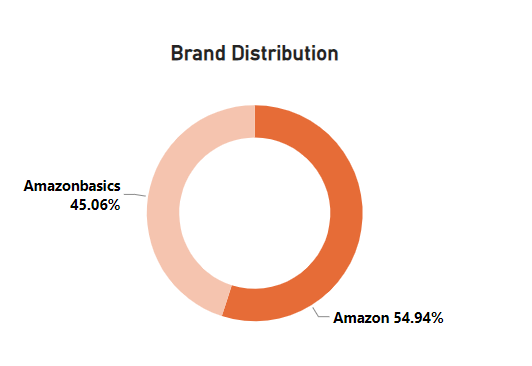 Brand Distribution
Amazonbasics
45.06%
Amazon 54.94%